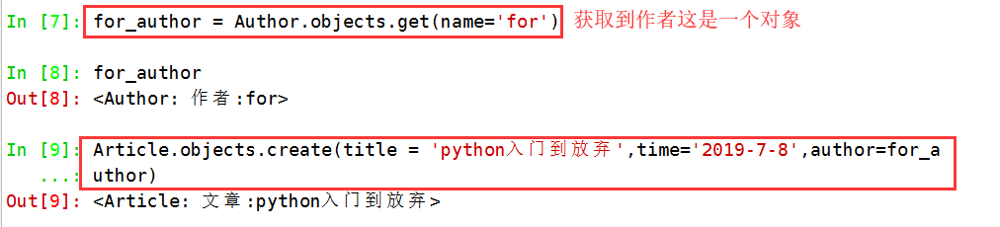 In [7]: for_author = Author.objects.get(name='for') 获取到作者这是一个对象
In [8]: for_author
Out[8]: <Author: 作者:for>
In [9]: Article.objects.create(title = 'python入门到放弃',time='2019-7-8',author=for_a
...: uthor)
Out[9]: <Article: 文章:python入门到放弃>